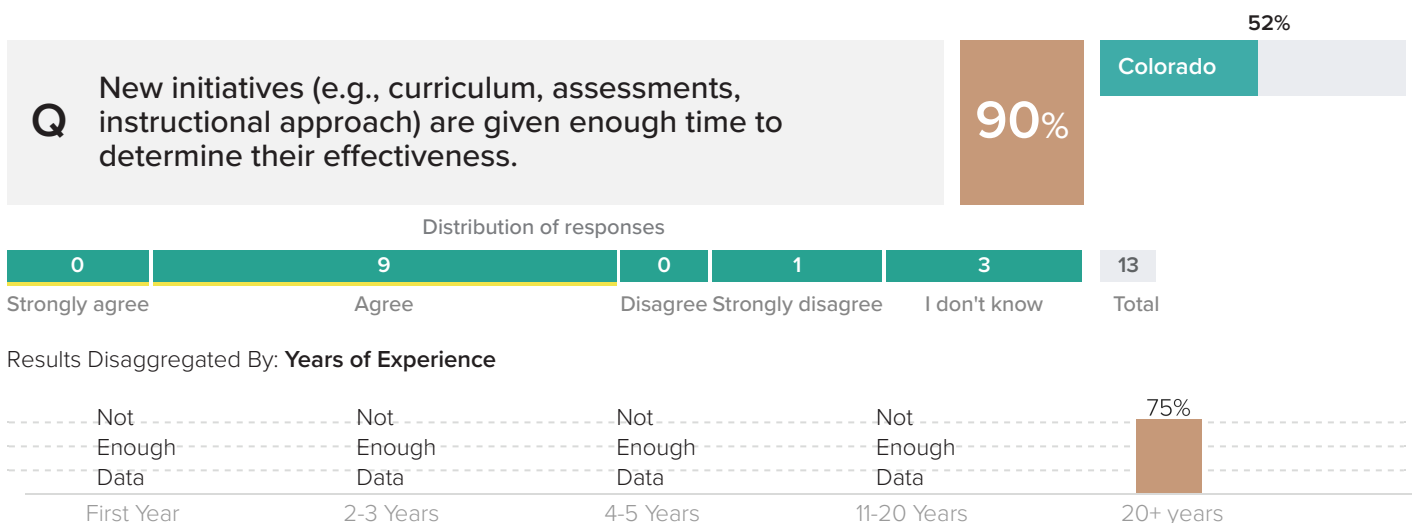 52%
Q
New initiatives (e.g., curriculum, assessments,
instructional approach) are given enough time to
determine their effectiveness.
90%
Colorado
Distribution of responses
0 9 0 1 3 13
Strongly agree Agree Disagree Strongly disagree I don't know Total
Results Disaggregated By: Years of Experience
Not Not Not Not 75%
Enough Enough Enough Enough
Data Data Data Data
First Year 2-3 Years 4-5 Years 11-20 Years 20+ years